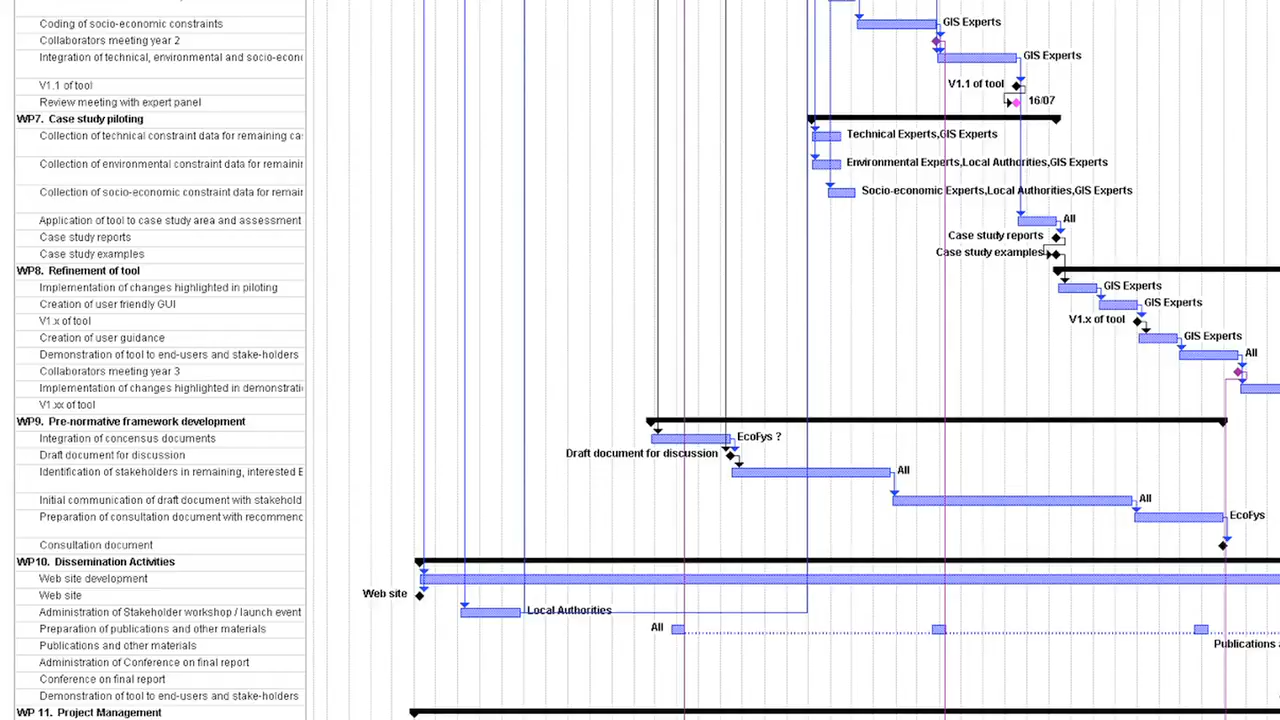 Coding of socio-economic constraints
GIS Experts
Collaborators meeting year 2
Integration of technical, environmental and socio-econ
GIS Experts
V1.1 of tool
V1.1 of tool
Review meeting with expert panel
16/07
WP7. Case study piloting
Collection of technical constraint data for remaining ca
Technical Experts,GIS Experts
Collection of environmental constraint data for remainin
Environmental Experts,Local Authorities,GIS Experts
Collection of socio-economic constraint data for remain
Socio-economic Experts,Local Authorities,GIS Experts
Application of tool to case study area and assessment
All
Case study reports
Case study reports
Case study examples
Case study examples
WP8. Refinement of tool
Implementation of changes highlighted in piloting
GIS Experts
Creation of user friendly GUI
GIS Experts
V1.x of tool
V1.x of tool
Creation of user guidance
GIS Experts
Demonstration of tool to end-users and stake-holders
All
Collaborators meeting year 3
Implementation of changes highlighted in demonstrati
V1.xx of tool
WP9. Pre-normative framework development
Integration of concensus documents
EcoFys ?
Draft document for discussion
Draft document for discussion
Identification of stakeholders in remaining, interested E
All
Initial communication of draft document with stakehold
All
Preparation of consultation document with recommenc
EcoFys
Consultation document
WP10. Dissemination Activities
Web site development
Web site
Web site
Administration of Stakeholder workshop / launch event
Local Authorities
Preparation of publications and other materials
All
Publications and other materials
Publications
Administration of Conference on final report
Conference on final report
Demonstration of tool to end-users and stake-holders
WP 11. Project Management